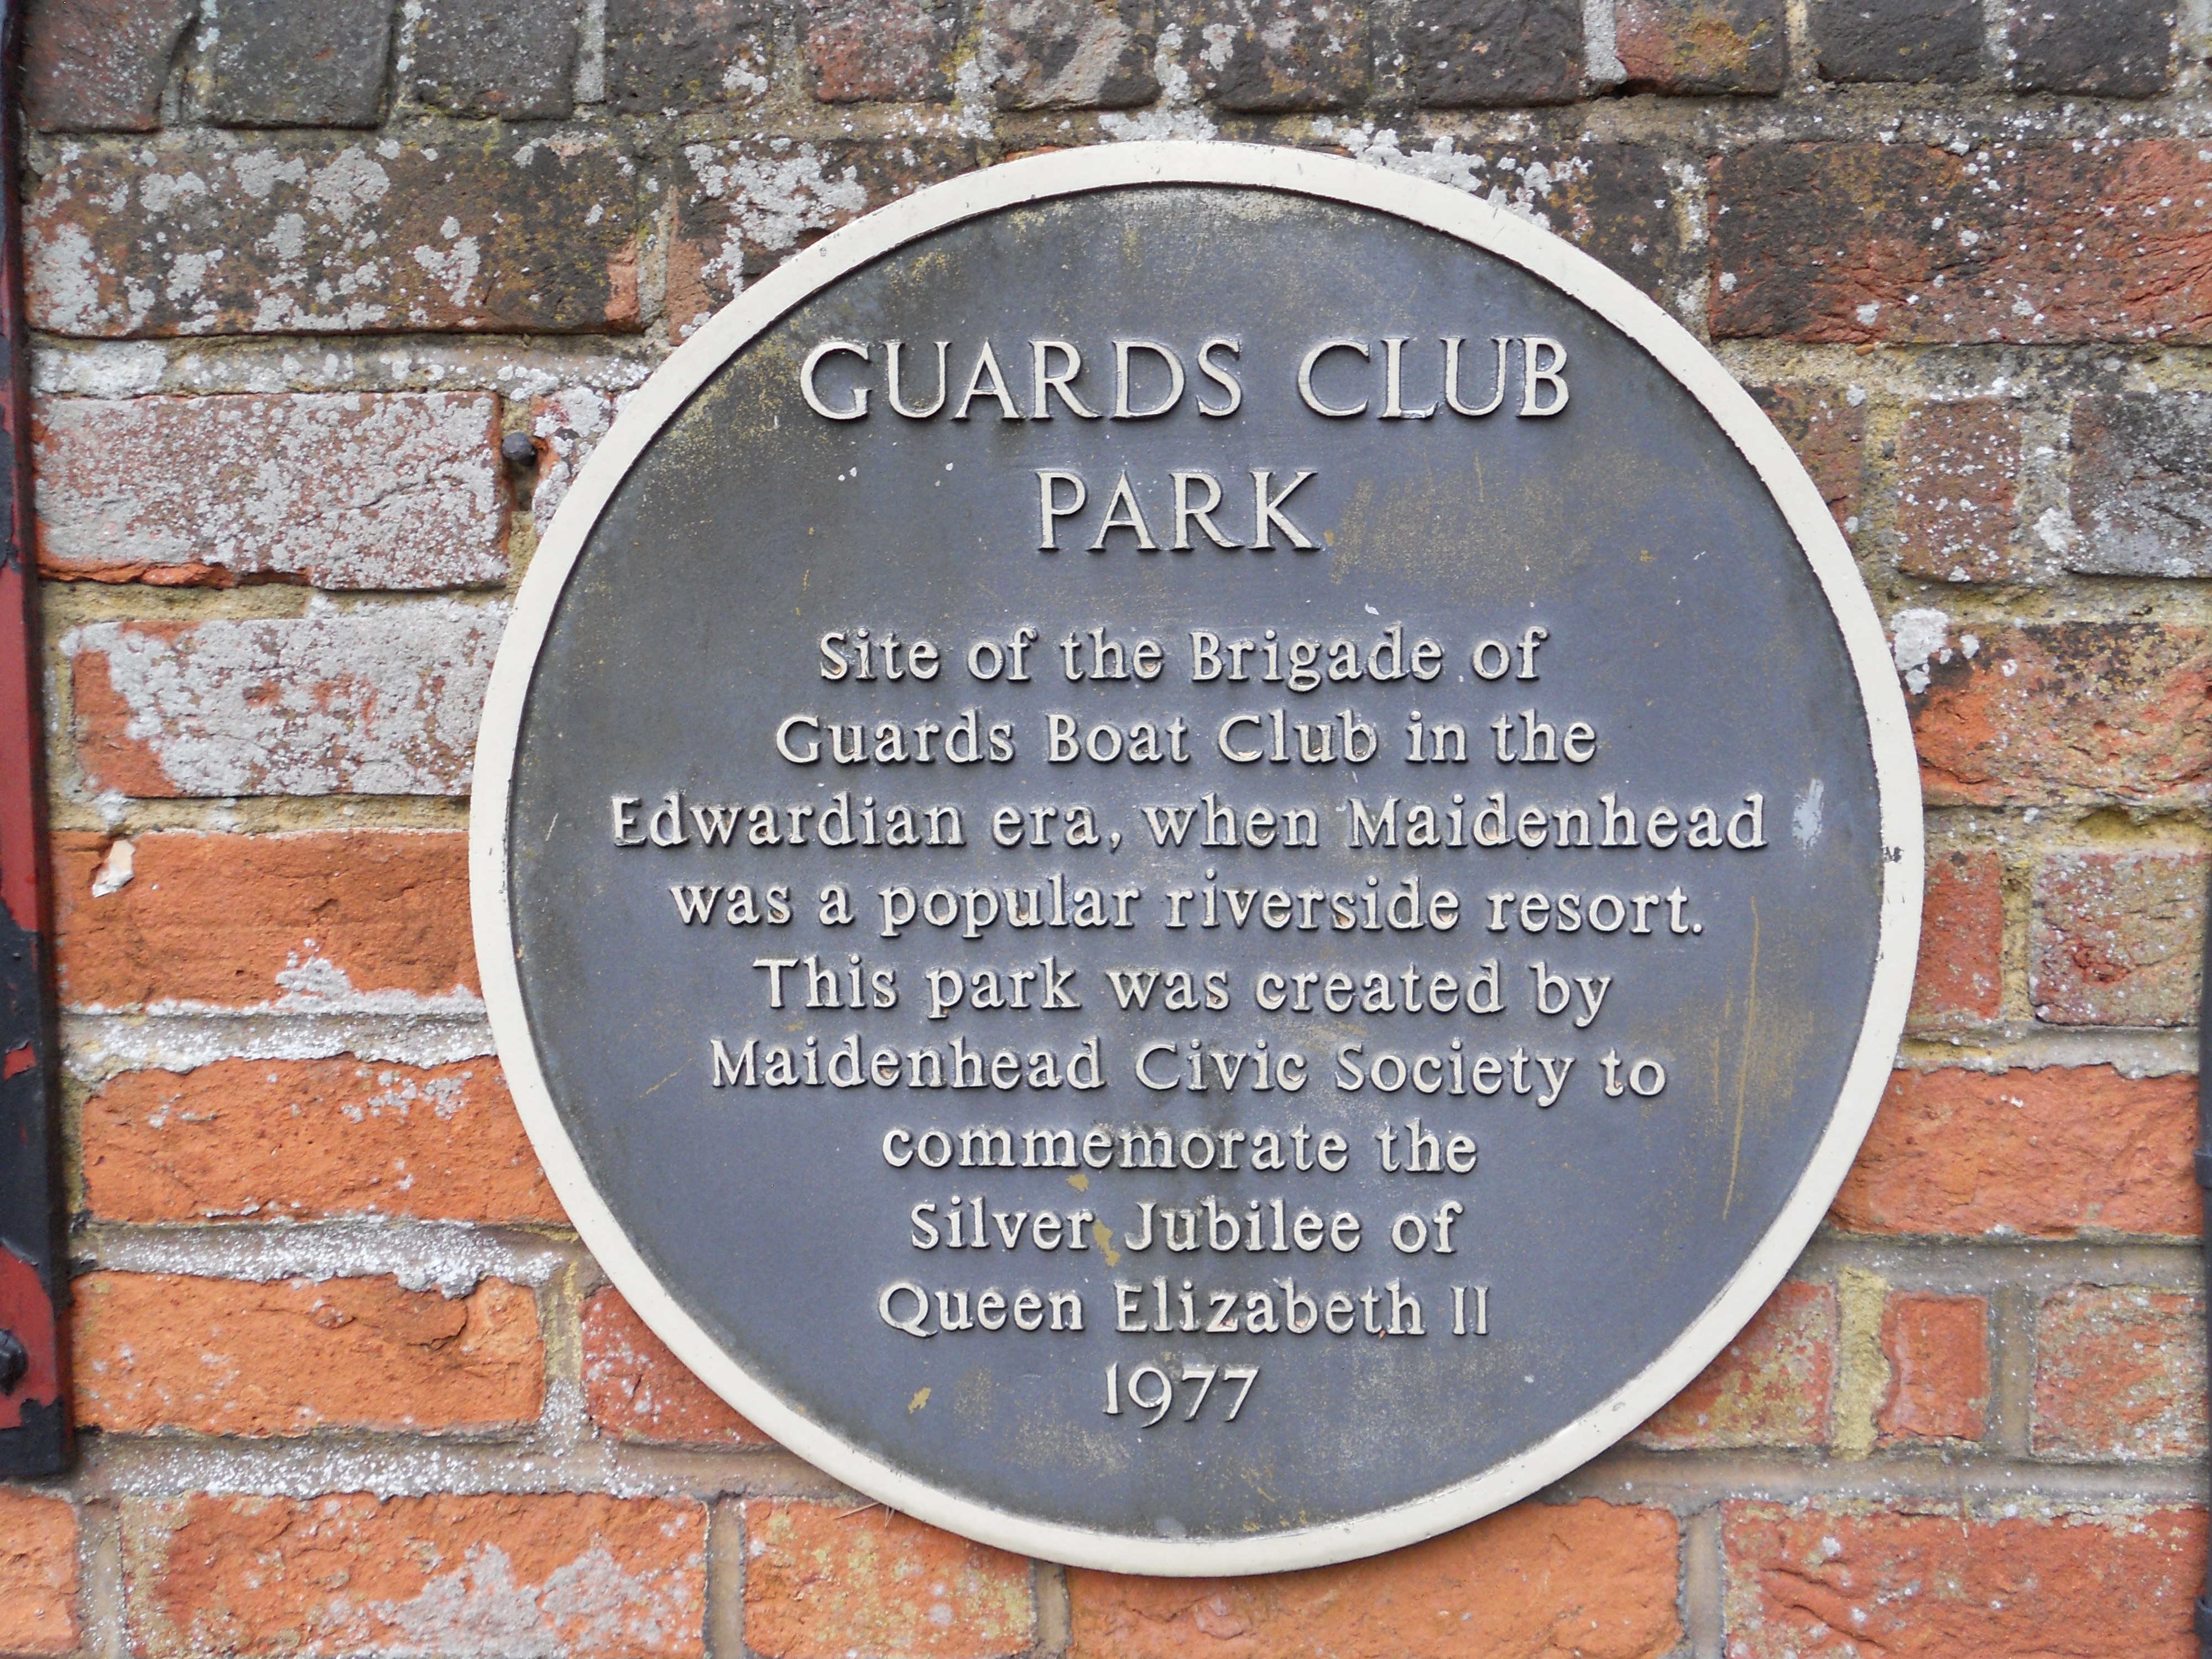 GUARDS CLUB
PARK
Site of the Brigade of
Guards Boat Club in the
Edwardian era, when Maidenhead
was a popular riverside resort.
This park was created by
Maidenhead Civic Society to
commemorate the
Silver Jubilee of
Queen Elizabeth II
1977